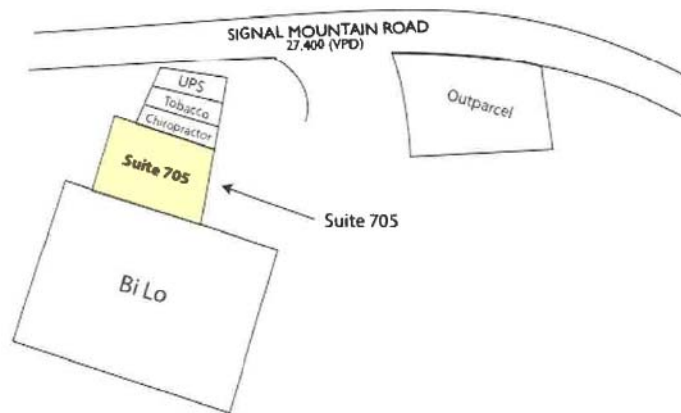 SIGNAL MOUNTAIN ROAD
27,400 (VPD)
UPS
Tobacco
Chiropractor
Outparcel
Suite 705
Suite 705
Bi Lo